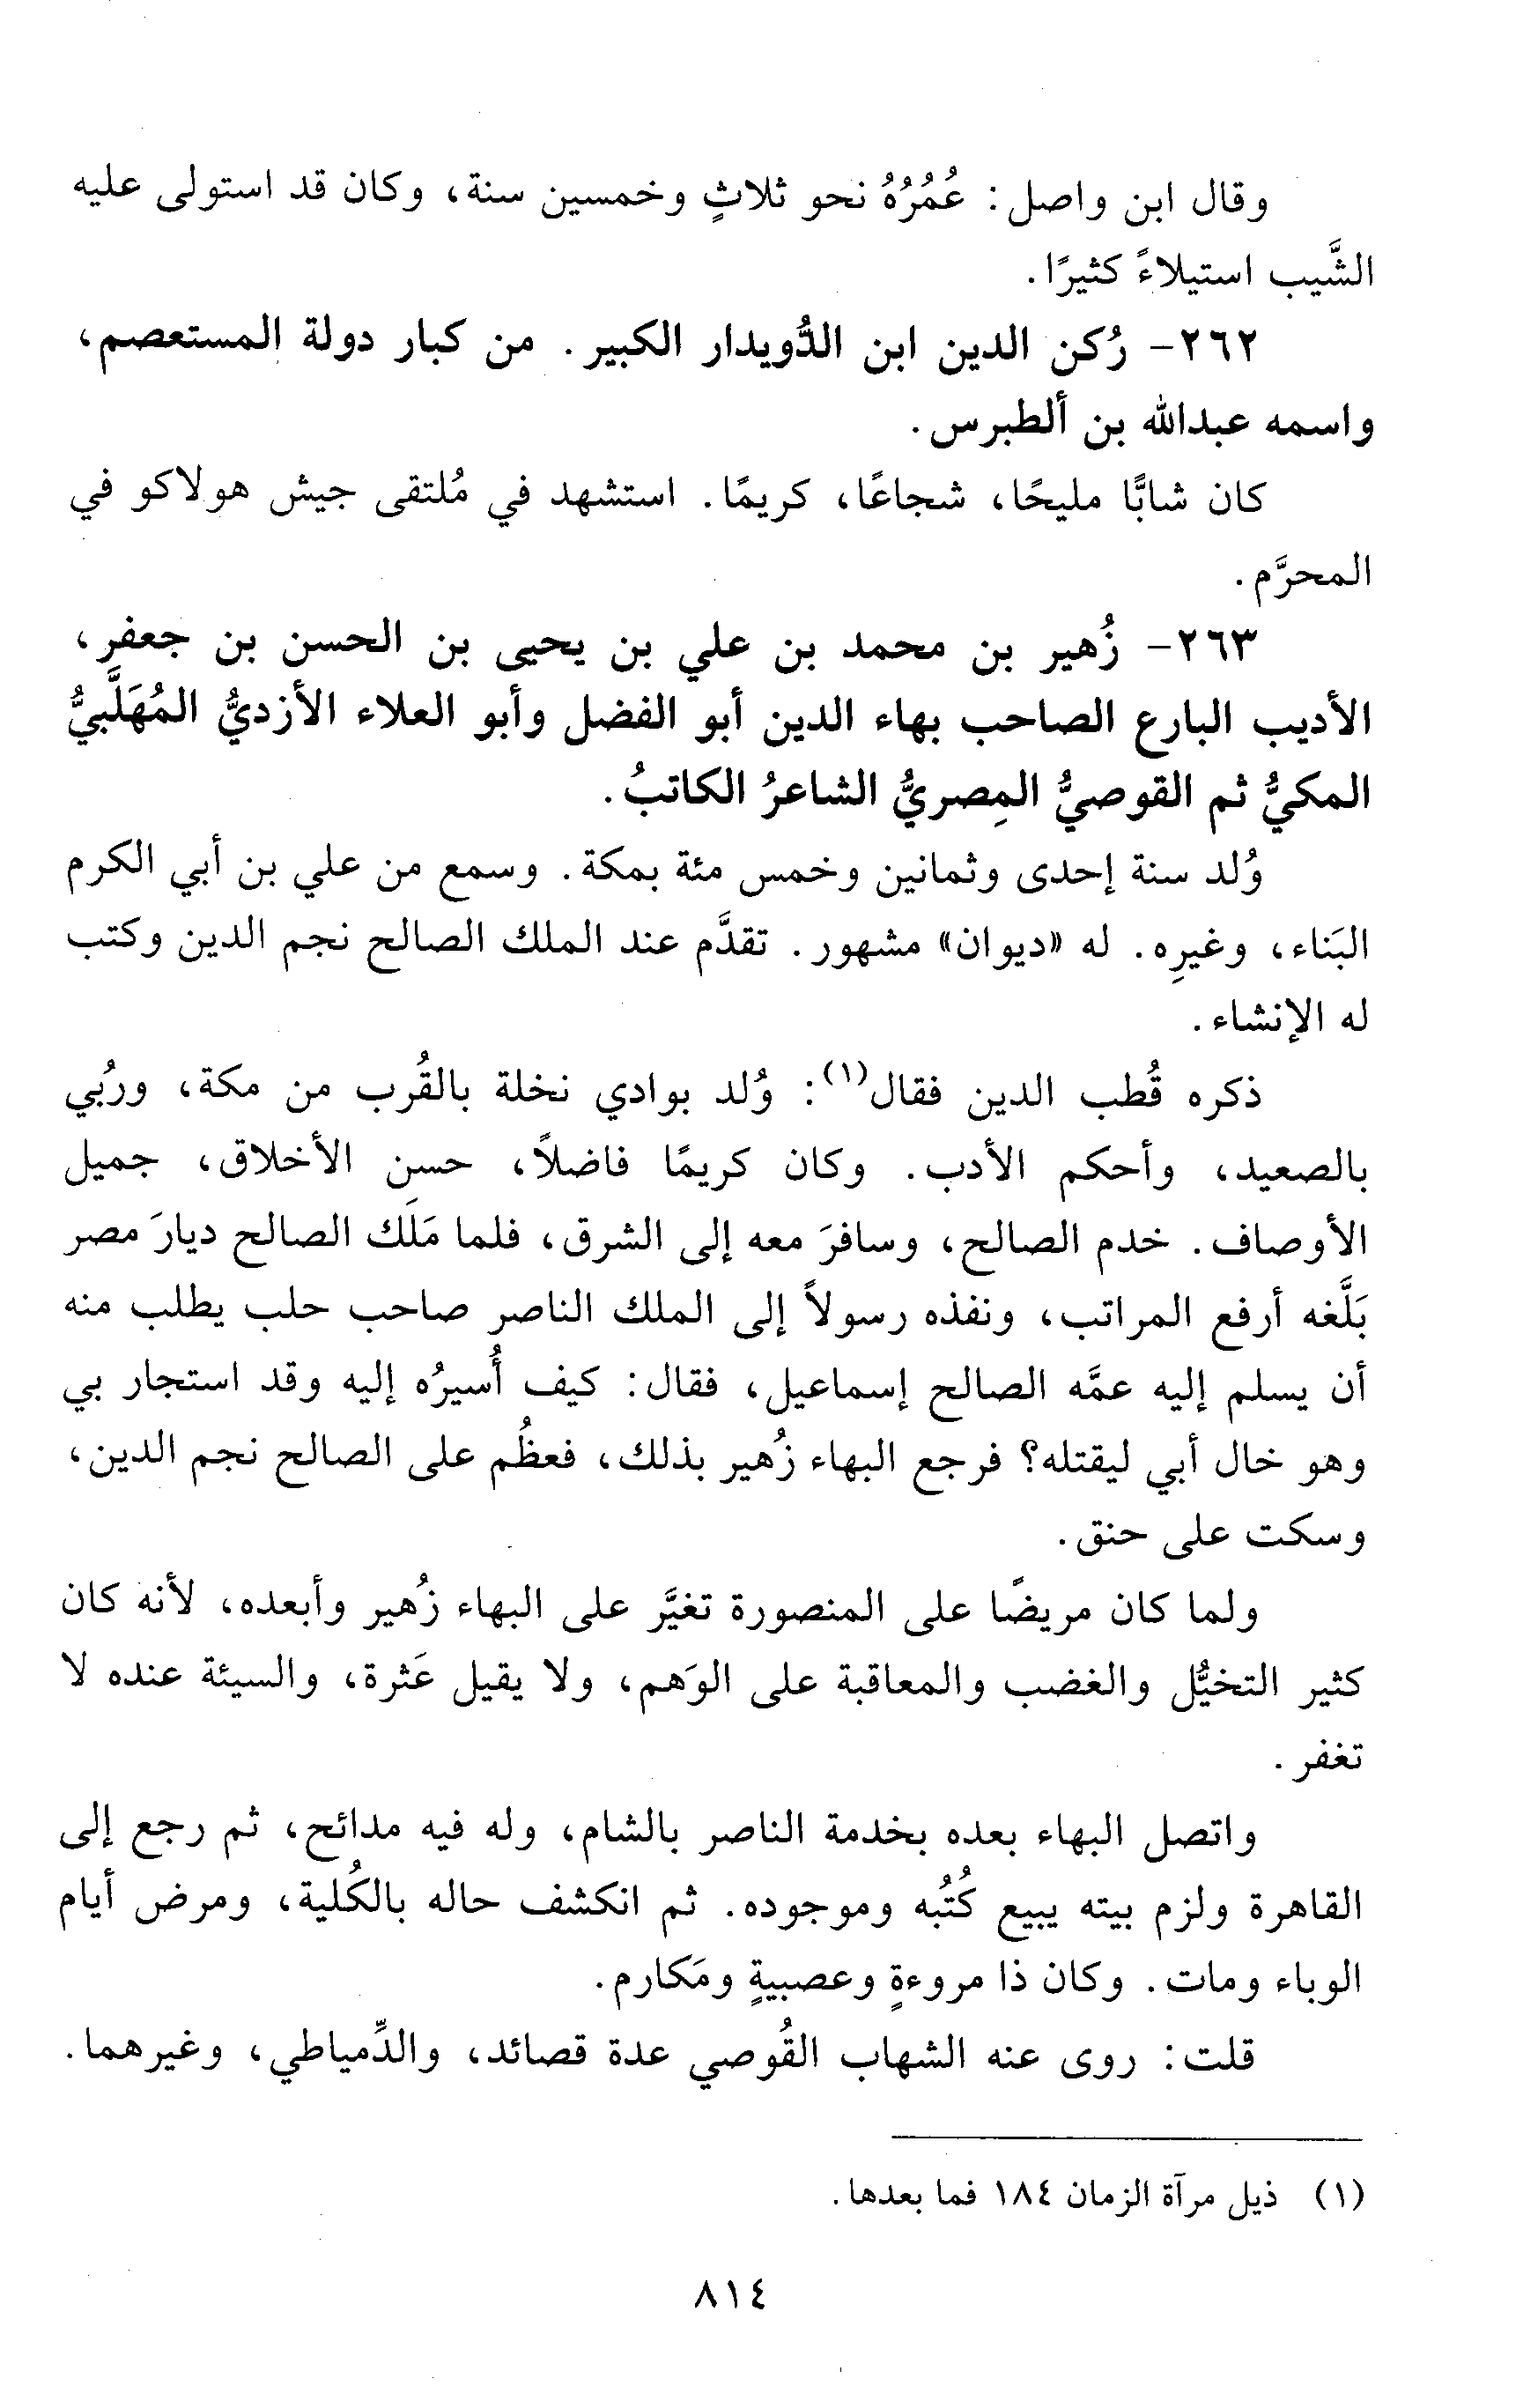 وقال ابن واصل: عُمُرُهُ نحو ثلاثٍ وخمسين سنة، وكان قد استولى عليه
الشَّيب استيلاءً كثيرًا.
٢٦٢- رُكن الدين ابن الدُّويدار الكبير. من كبار دولة المستعصم،
واسمه عبدالله بن ألطبرس.
كان شابًّا مليحًا، شجاعًا، كريمًا. استشهد في مُلتقى جيش هولاكو في
المحرَّم.
٢٦٣- زُهير بن محمد بن علي بن يحيى بن الحسن بن جعفر،
الأديب البارع الصاحب بهاء الدين أبو الفضل وأبو العلاء الأزديُّ المُهَلَّبيُّ
المكيُّ ثم القوصيُّ المِصريُّ الشاعرُ الكاتبُ.
وُلد سنة إحدى وثمانين وخمس مئة بمكة. وسمع من علي بن أبي الكرم
البَناء، وغيرِه. له «ديوان» مشهور. تقدَّم عند الملك الصالح نجم الدين وكتب
له الإنشاء.
ذكره قُطب الدين فقال(١): وُلد بوادي نخلة بالقُرب من مكة، ورُبي
بالصعيد، وأحكم الأدب. وكان كريمًا فاضلاً، حسن الأخلاق، جميل
الأوصاف. خدم الصالح، وسافرَ معه إلى الشرق، فلما مَلَك الصالح ديارَ مصر
بَلَّغه أرفع المراتب، ونفذه رسولاً إلى الملك الناصر صاحب حلب يطلب منه
أن يسلم إليه عمَّه الصالح إسماعيل، فقال: كيف أُسيرُه إليه وقد استجار بي
وهو خال أبي ليقتله؟ فرجع البهاء زُهير بذلك، فعظُم على الصالح نجم الدين،
وسكت على حنق.
ولما كان مريضًا على المنصورة تغيَّر على البهاء زُهير وأبعده، لأنه كان
كثير التخيُّل والغضب والمعاقبة على الوَهم، ولا يقيل عَثرة، والسيئة عنده لا
تغفر.
واتصل البهاء بعده بخدمة الناصر بالشام، وله فيه مدائح، ثم رجع إلى
القاهرة ولزم بيته يبيع كُتُبه وموجوده. ثم انكشف حاله بالكُلية، ومرض أيام
الوباء ومات. وكان ذا مروءةٍ وعصبيةٍ ومَكارم.
قلت: روى عنه الشهاب القُوصي عدة قصائد، والدِّمياطي، وغيرهما.
(١) ذيل مرآة الزمان ١٨٤ فما بعدها.
٨١٤